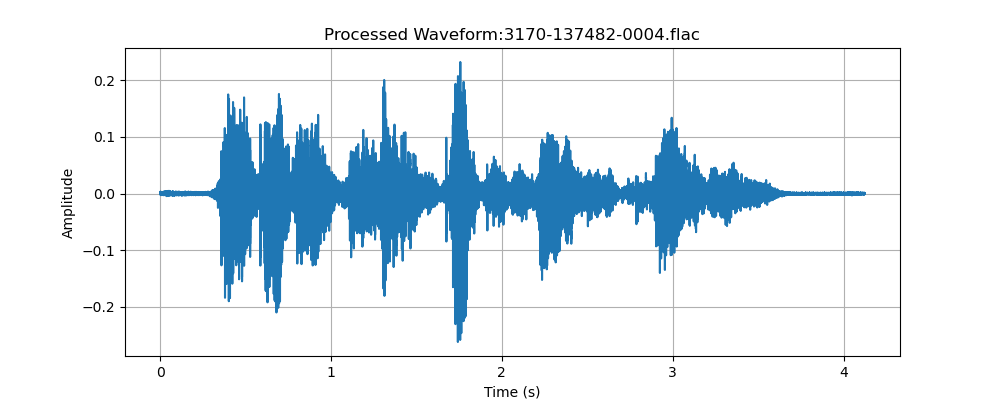 Processed Waveform:3170-137482-0004.flac
0.2
0.1
0.0
−0.1
−0.2
Amplitude
0 1 2 3 4
Time (s)